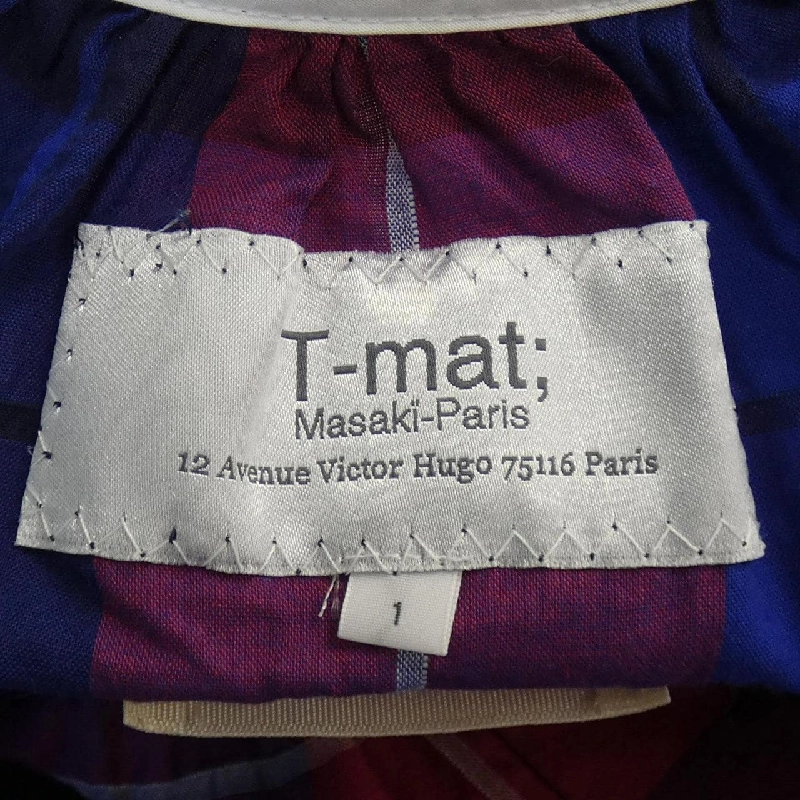 T-mat;
Masakï-Paris
12 Avenue Victor Hugo 75116 Paris
1